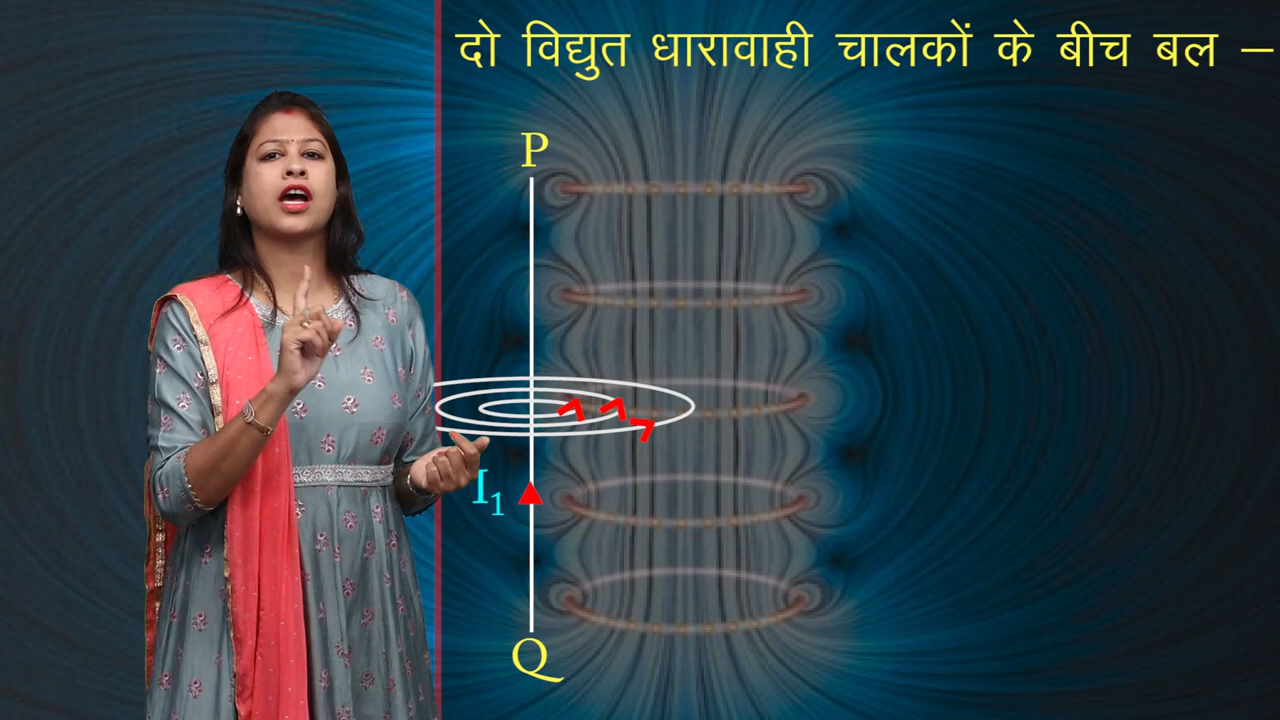 दो विद्युत धारावाही चालकों के बीच बल –
P
I₁
Q